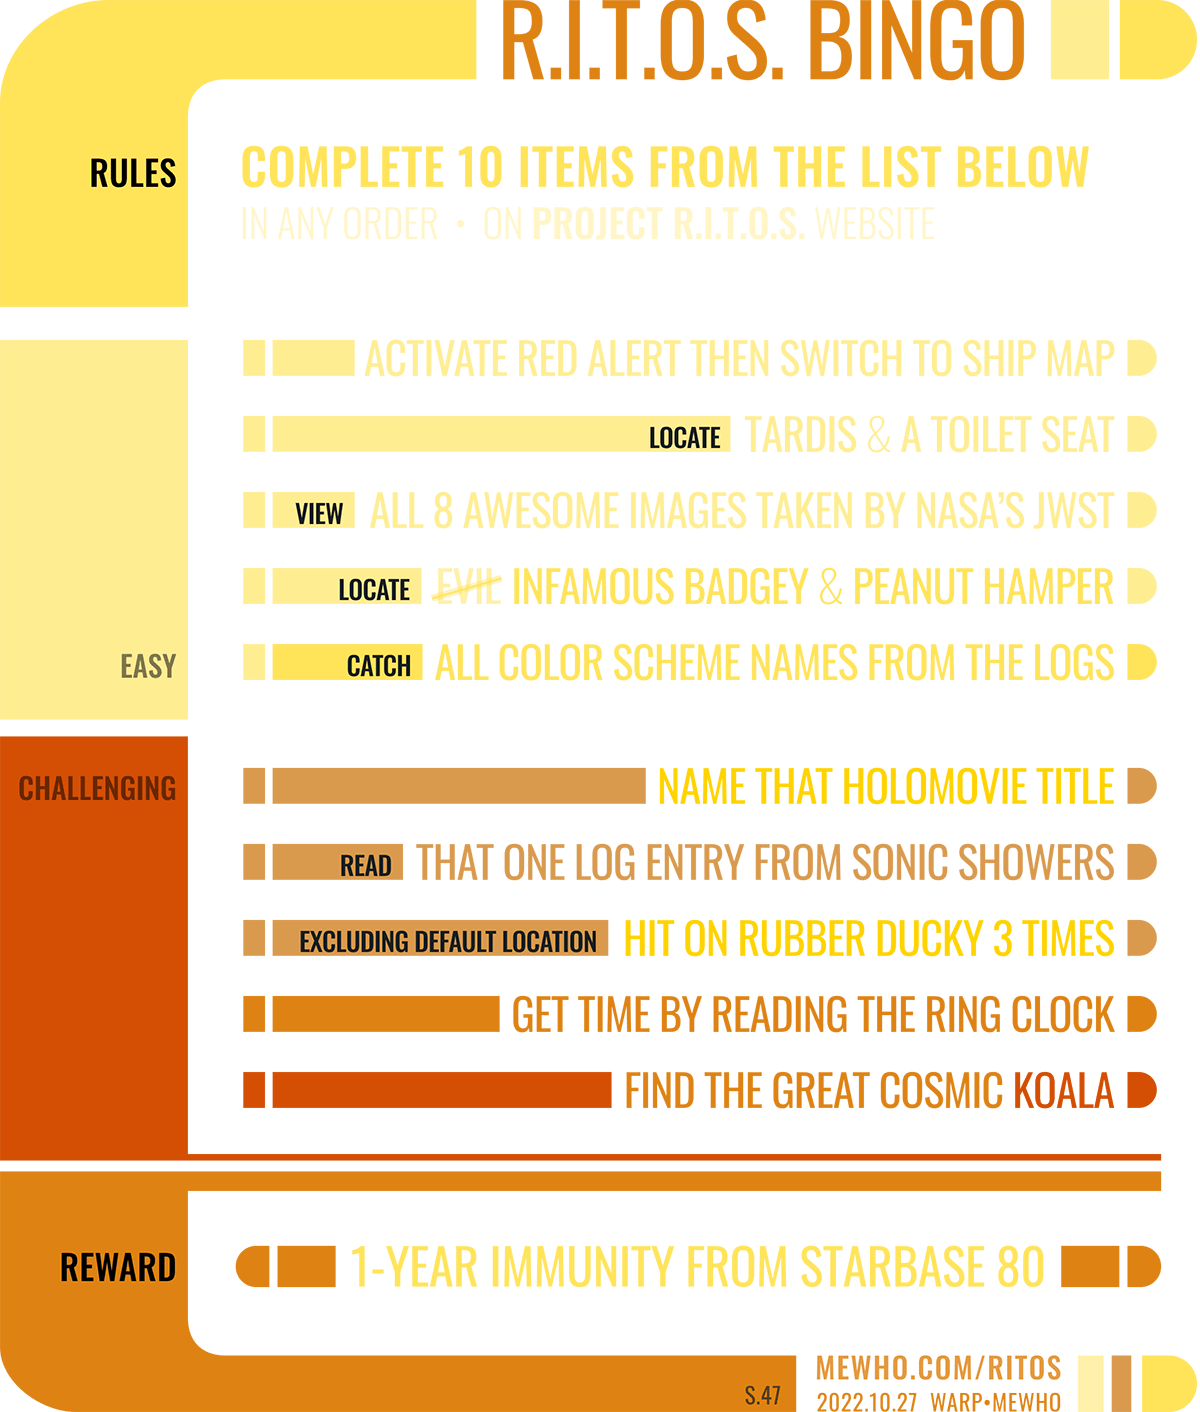 R.I.T.O.S. BINGO
RULES
COMPLETE 10 ITEMS FROM THE LIST BELOW
IN ANY ORDER • ON PROJECT R.I.T.O.S. WEBSITE
ACTIVATE RED ALERT THEN SWITCH TO SHIP MAP
LOCATE TARDIS & A TOILET SEAT
VIEW ALL 8 AWESOME IMAGES TAKEN BY NASA’S JWST
LOCATE EVIL INFAMOUS BADGEY & PEANUT HAMPER
EASY
CATCH ALL COLOR SCHEME NAMES FROM THE LOGS
CHALLENGING
NAME THAT HOLOMOVIE TITLE
READ THAT ONE LOG ENTRY FROM SONIC SHOWERS
EXCLUDING DEFAULT LOCATION HIT ON RUBBER DUCKY 3 TIMES
GET TIME BY READING THE RING CLOCK
FIND THE GREAT COSMIC KOALA
REWARD
1-YEAR IMMUNITY FROM STARBASE 80
S.47
MEWHO.COM/RITOS
2022.10.27 WARP•MEWHO